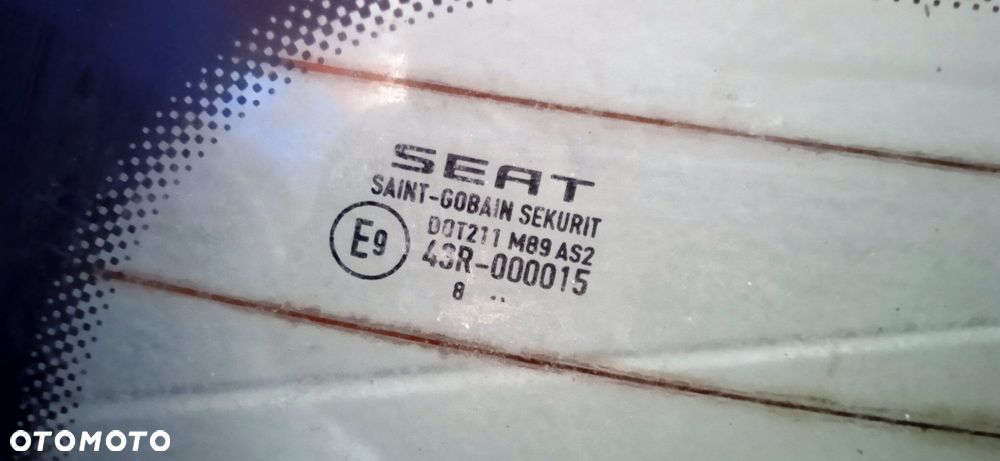 SEAT
SAINT-GOBAIN SEKURIT
DOT211 M89 AS2
E9
43R-000015
8 ..
OTOMOTO